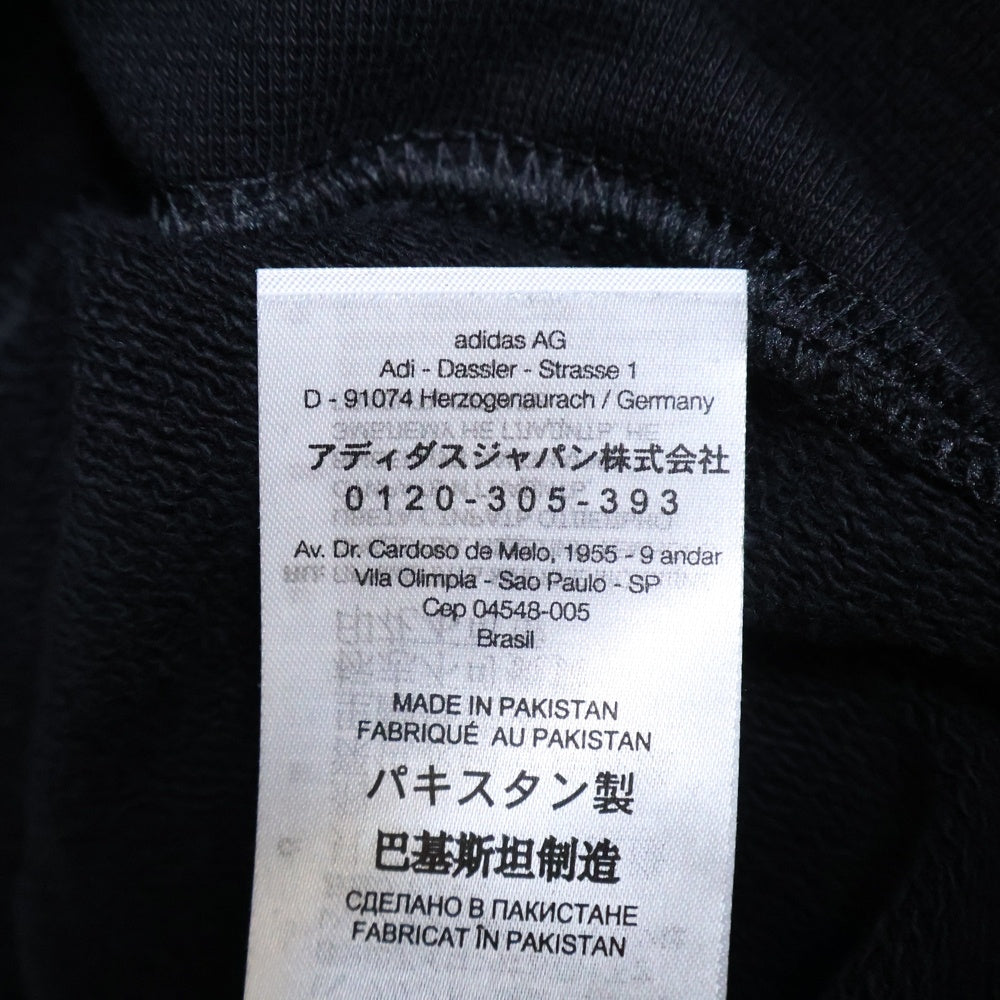 adidas AG
Adi - Dassler - Strasse 1
D - 91074 Herzogenaurach / Germany
アディダスジャパン株式会社
0120-305-393
Av. Dr. Cardoso de Melo, 1955 - 9 andar
Vila Olimpia - Sao Paulo - SP
Cep 04548-005
Brasil
MADE IN PAKISTAN
FABRIQUÉ AU PAKISTAN
パキスタン製
巴基斯坦制造
СДЕЛАНО В ПАКИСТАНЕ
FABRICAT ÎN PAKISTAN